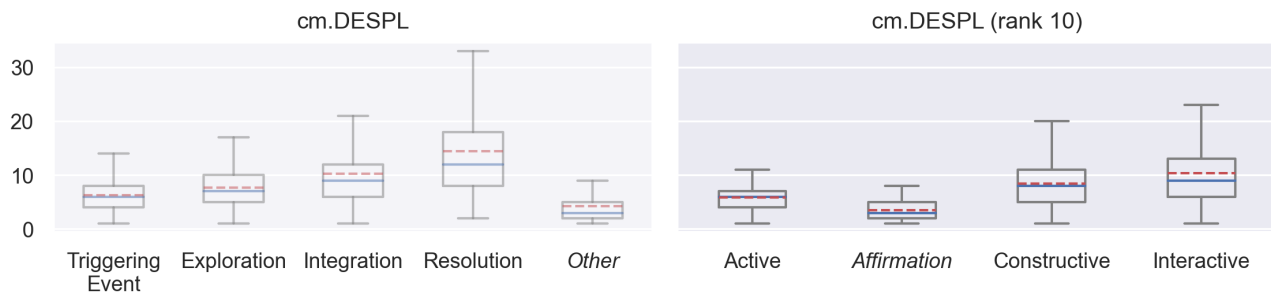 cm.DESPL
cm.DESPL (rank 10)
30
20
10
0
Triggering Event
Exploration
Integration
Resolution
Other
Active
Affirmation
Constructive
Interactive